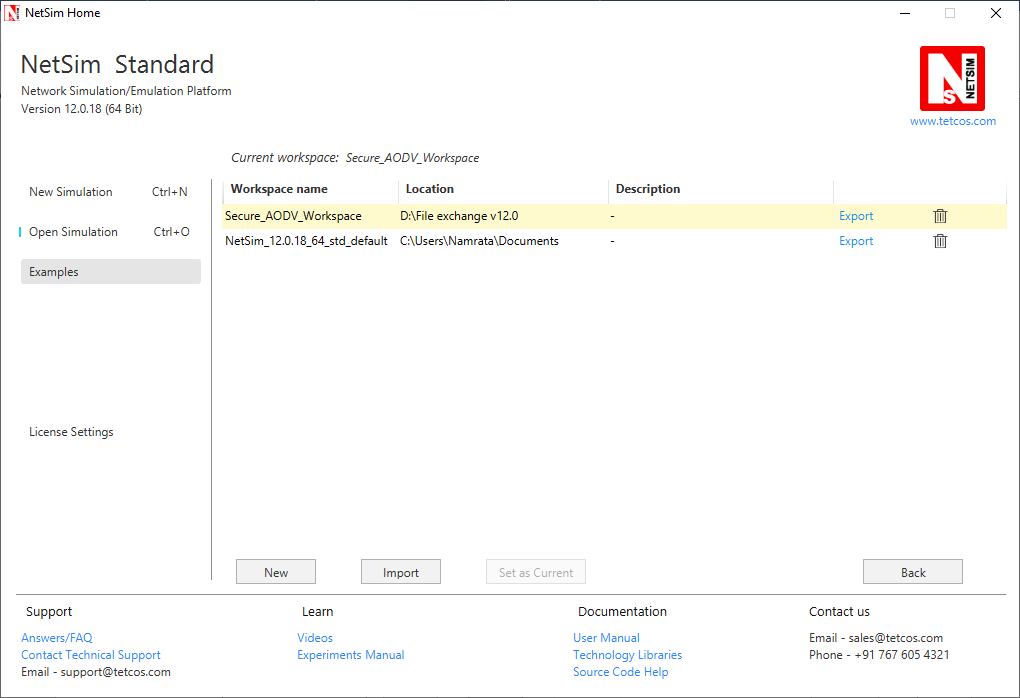 NetSim Home
NetSim Standard
Network Simulation/Emulation Platform
Version 12.0.18 (64 Bit)
NETSIM
NS
www.tetcos.com
Current workspace: Secure_AODV_Workspace
New Simulation Ctrl+N
Open Simulation Ctrl+O
Examples
License Settings
Workspace name Location Description
Secure_AODV_Workspace D:\File exchange v12.0 - Export
NetSim_12.0.18_64_std_default C:\Users\Namrata\Documents - Export
New Import Set as Current Back
Support
Answers/FAQ
Contact Technical Support
Email - support@tetcos.com
Learn
Videos
Experiments Manual
Documentation
User Manual
Technology Libraries
Source Code Help
Contact us
Email - sales@tetcos.com
Phone - +91 767 605 4321